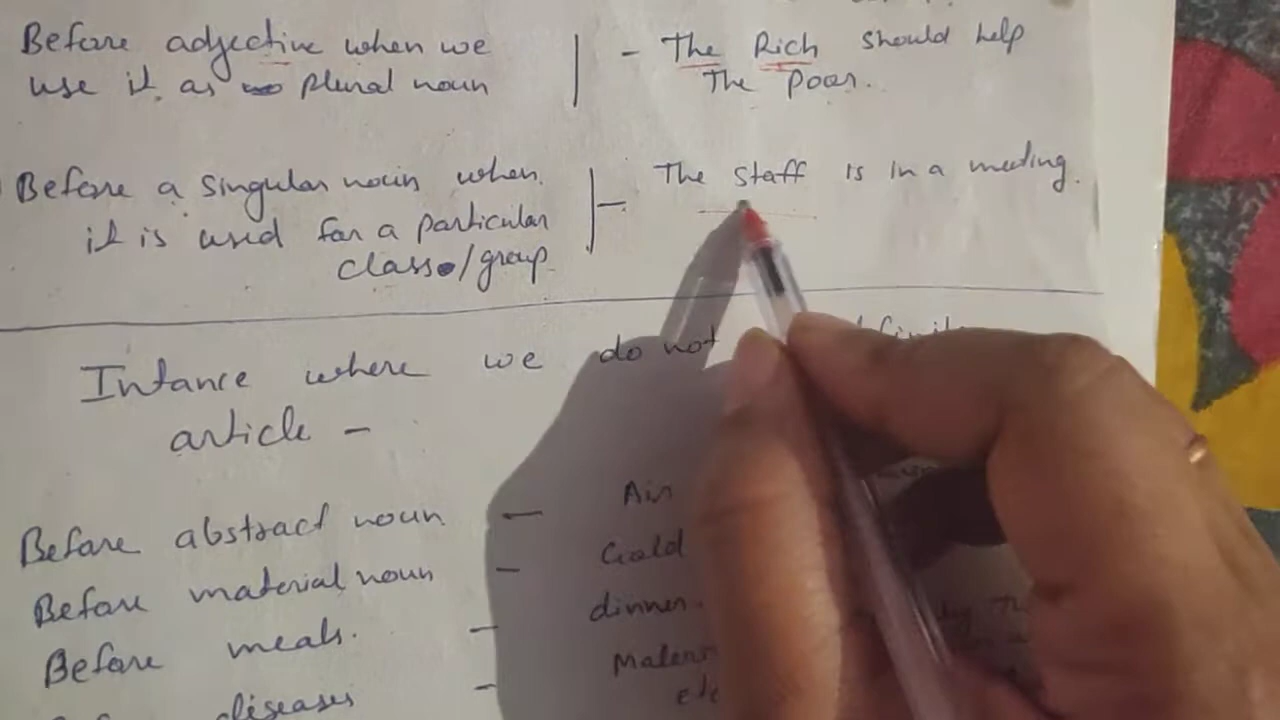 Before adjective when we
use it as plural noun
- The Rich should help
The poor.
Before a singular noun when
it is used for a particular
class/group
- The staff is in a meeting.
Intance where we do not
article -
Before abstract noun - Air
Before material noun - Gold
Before meals. - dinner.
diseases -